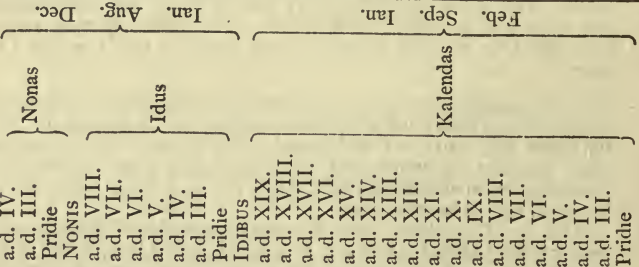 a.d. IV.
a.d. III.
Pridie
NONIS
a.d. VIII.
a.d. VII.
a.d. VI.
a.d. V.
a.d. IV.
a.d. III.
Pridie
IDIBUS
a.d. XIX.
a.d. XVIII.
a.d. XVII.
a.d. XVI.
a.d. XV.
a.d. XIV.
a.d. XIII.
a.d. XII.
a.d. XI.
a.d. X.
a.d. IX.
a.d. VIII.
a.d. VII.
a.d. VI.
a.d. V.
a.d. IV.
a.d. III.
Pridie
Nonas
Idus
Kalendas
Ian. Aug. Dec.
Feb. Sep. Ian.